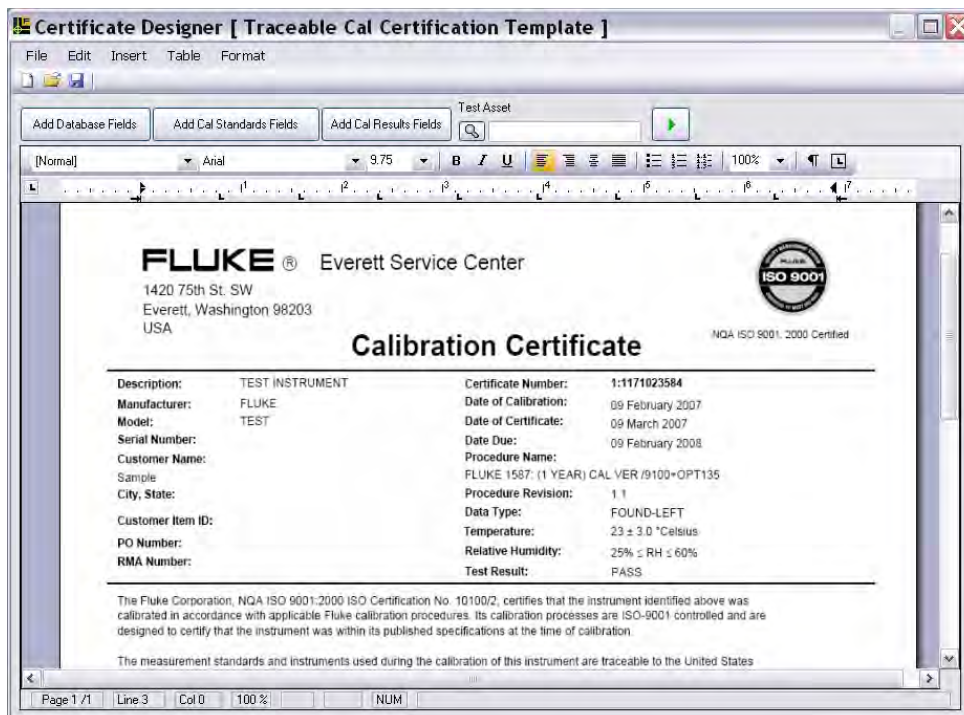 Certificate Designer [ Traceable Cal Certification Template ]
File Edit Insert Table Format
Test Asset
Add Database Fields Add Cal Standards Fields Add Cal Results Fields
[Normal] Arial 9.75 B I U 100% ¶ L
1 2 3 4 5 6 7
FLUKE ® Everett Service Center
1420 75th St. SW
Everett, Washington 98203
USA
FLUKE
ISO 9001
NQA ISO 9001, 2000 Certified
Calibration Certificate
Description: TEST INSTRUMENT
Manufacturer: FLUKE
Model: TEST
Serial Number:
Customer Name:
Sample
City, State:
Customer Item ID:
PO Number:
RMA Number:
Certificate Number: 1:1171023584
Date of Calibration: 09 February 2007
Date of Certificate: 09 March 2007
Date Due: 09 February 2008
Procedure Name:
FLUKE 1587: (1 YEAR) CAL VER /9100+OPT135
Procedure Revision: 1.1
Data Type: FOUND-LEFT
Temperature: 23 ± 3.0 °Celsius
Relative Humidity: 25% ≤ RH ≤ 60%
Test Result: PASS
The Fluke Corporation, NQA ISO 9001:2000 ISO Certification No. 10100/2, certifies that the instrument identified above was
calibrated in accordance with applicable Fluke calibration procedures. Its calibration processes are ISO-9001 controlled and are
designed to certify that the instrument was within its published specifications at the time of calibration.
The measurement standards and instruments used during the calibration of this instrument are traceable to the United States
Page 1 /1 Line 3 Col 0 100 % NUM